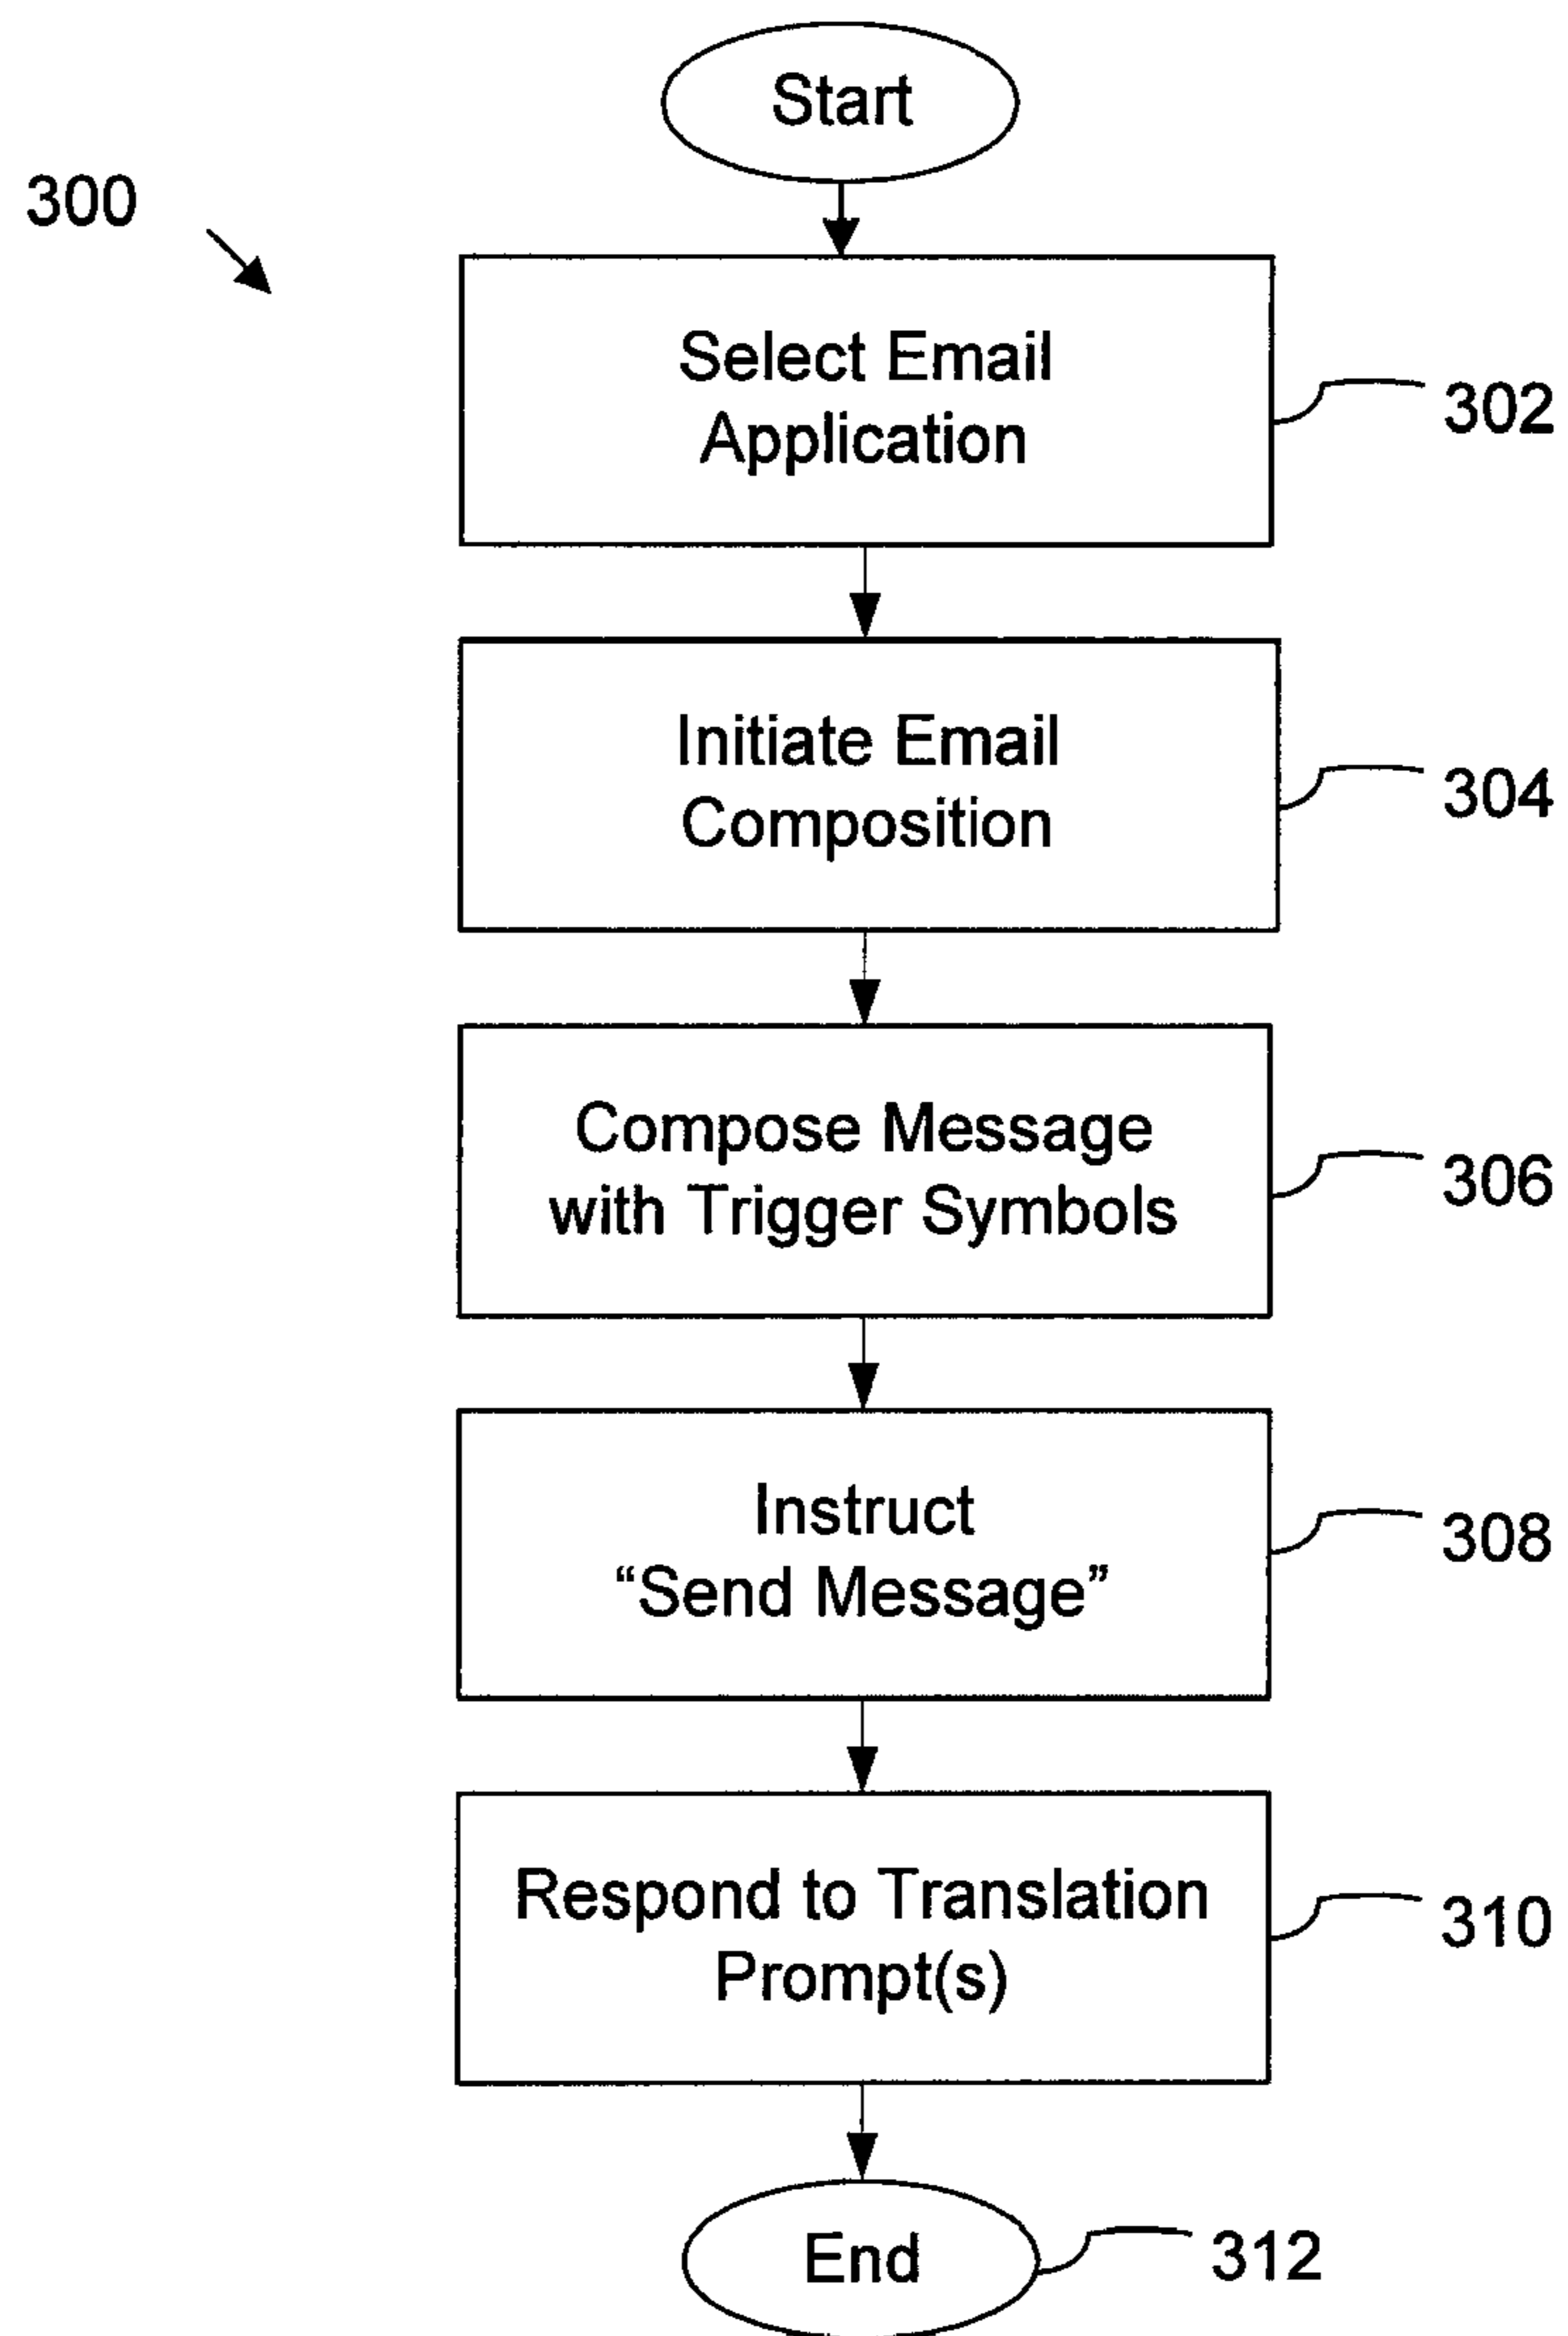 Start
300
Select Email
Application
302
Initiate Email
Composition
304
Compose Message
with Trigger Symbols
306
Instruct
“Send Message”
308
Respond to Translation
Prompt(s)
310
End
312